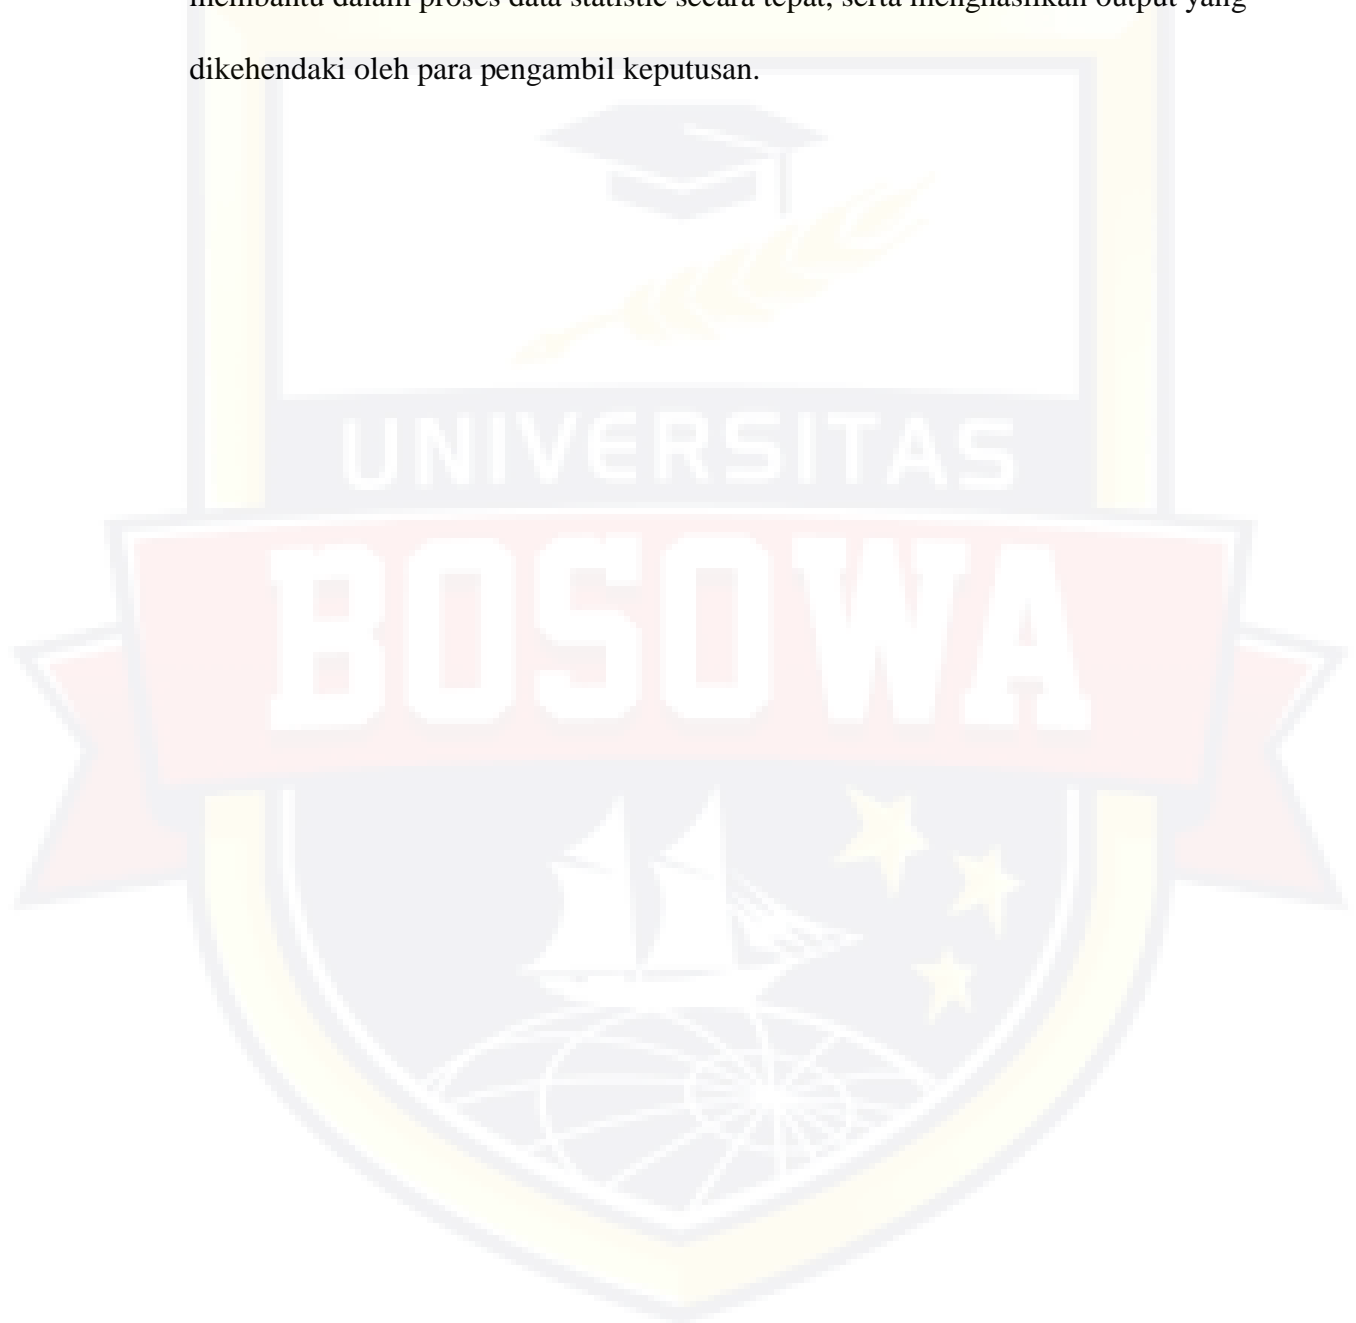 membantu dalam proses data statistic secara tepat, serta menghasilkan output yang
dikehendaki oleh para pengambil keputusan.
UNIVERSITAS
BOSOWA